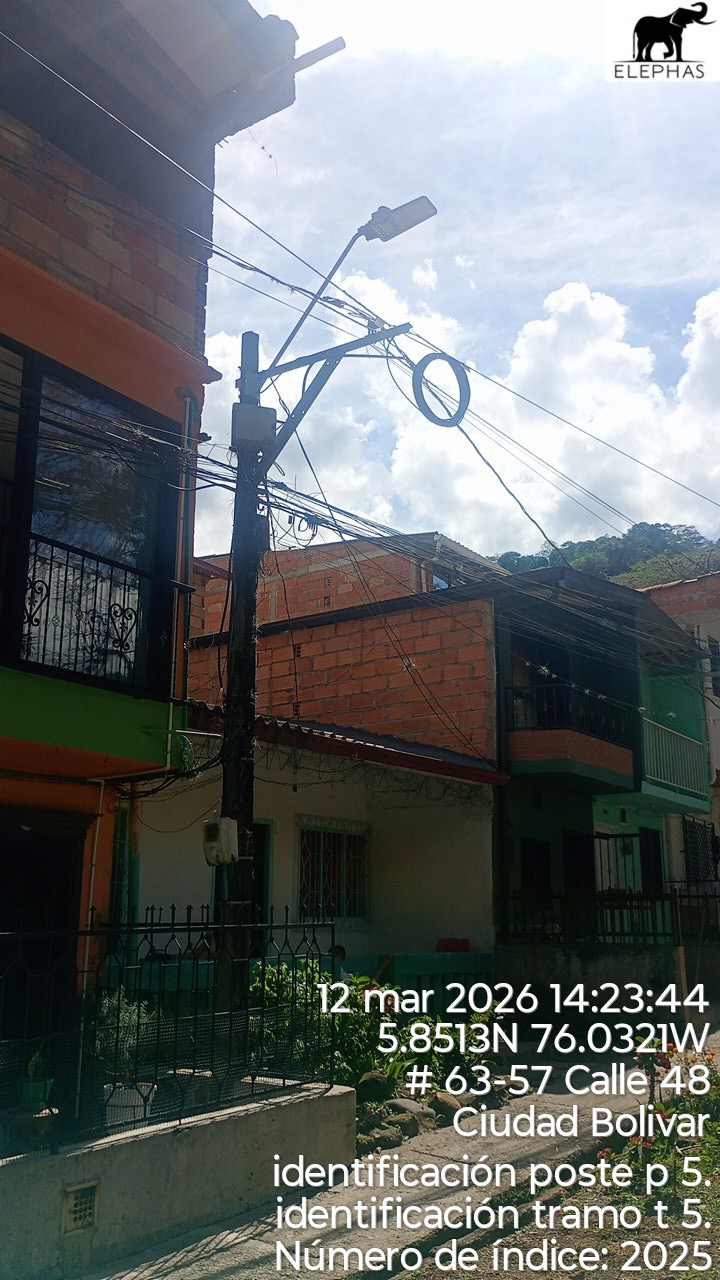 ELEPHAS
12 mar 2026 14:23:44
5.8513N 76.0321W
# 63-57 Calle 48
Ciudad Bolivar
identificación poste p 5.
identificación tramo t 5.
Número de índice: 2025